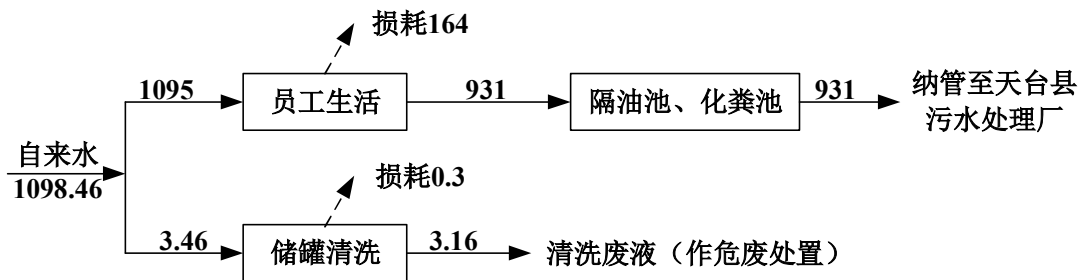 损耗164
1095
员工生活
931
隔油池、化粪池
931
纳管至天台县
污水处理厂
自来水
1098.46
损耗0.3
3.46
储罐清洗
3.16
清洗废液（作危废处置）